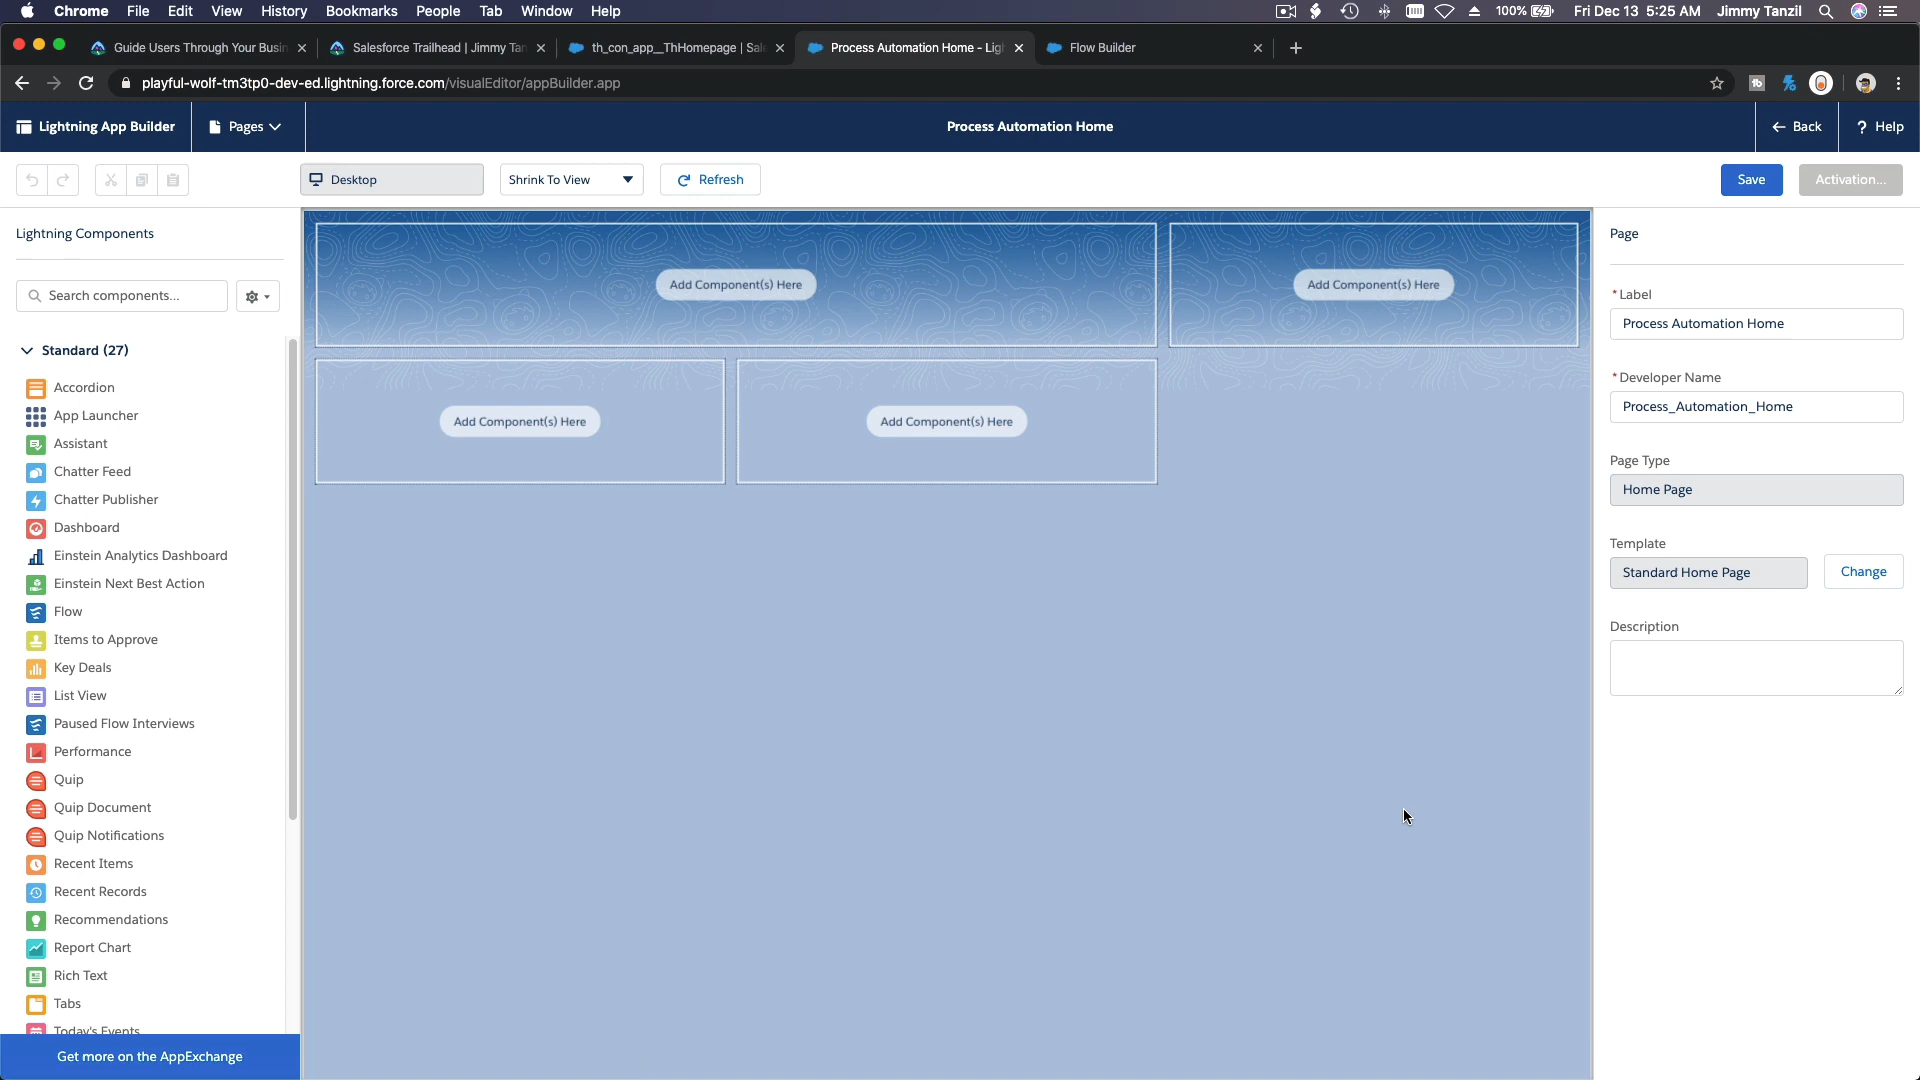 Chrome File Edit View History Bookmarks People Tab Window Help 100% Fri Dec 13 5:25 AM Jimmy Tanzil
Guide Users Through Your Busin Salesforce Trailhead | Jimmy Tan th_con_app__ThHomepage | Sal Process Automation Home - Ligh Flow Builder
playful-wolf-tm3tp0-dev-ed.lightning.force.com/visualEditor/appBuilder.app
Lightning App Builder Pages Process Automation Home Back ? Help
Desktop Shrink To View Refresh Save Activation...
Lightning Components
Search components...
Standard (27)
Accordion
App Launcher
Assistant
Chatter Feed
Chatter Publisher
Dashboard
Einstein Analytics Dashboard
Einstein Next Best Action
Flow
Items to Approve
Key Deals
List View
Paused Flow Interviews
Performance
Quip
Quip Document
Quip Notifications
Recent Items
Recent Records
Recommendations
Report Chart
Rich Text
Tabs
Today's Events
Get more on the AppExchange
Add Component(s) Here
Add Component(s) Here
Add Component(s) Here
Add Component(s) Here
Page
*Label
Process Automation Home
*Developer Name
Process_Automation_Home
Page Type
Home Page
Template
Standard Home Page
Change
Description